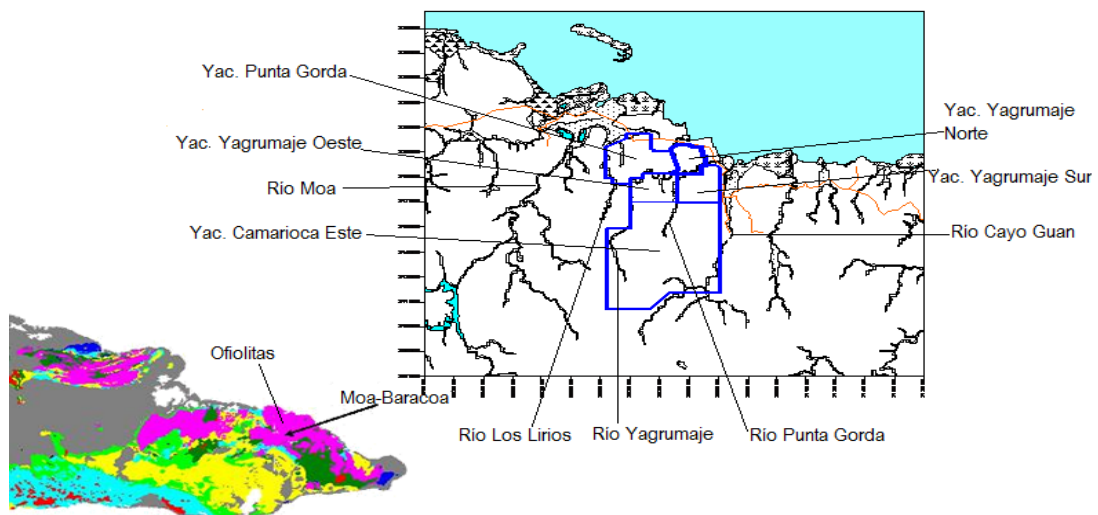 Yac. Punta Gorda
Yac. Yagrumaje
Norte
Yac. Yagrumaje Oeste
Yac. Yagrumaje Sur
Río Moa
Yac. Camarioca Este
Río Cayo Guan
Ofiolitas
Moa-Baracoa
Río Los Lirios
Río Yagrumaje
Río Punta Gorda